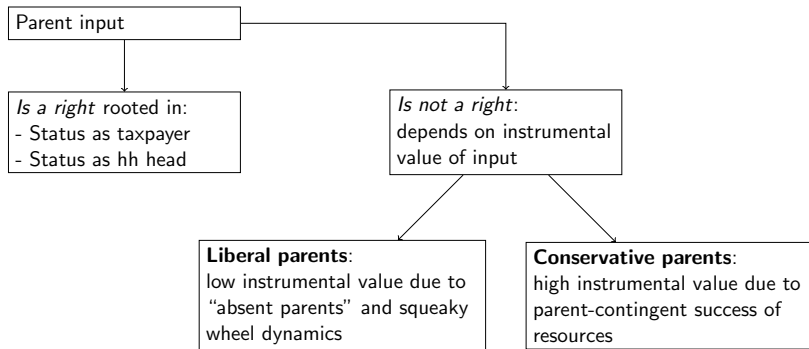 Parent input
Is a right rooted in:
- Status as taxpayer
- Status as hh head
Is not a right:
depends on instrumental
value of input
Liberal parents:
low instrumental value due to
“absent parents” and squeaky
wheel dynamics
Conservative parents:
high instrumental value due to
parent-contingent success of
resources